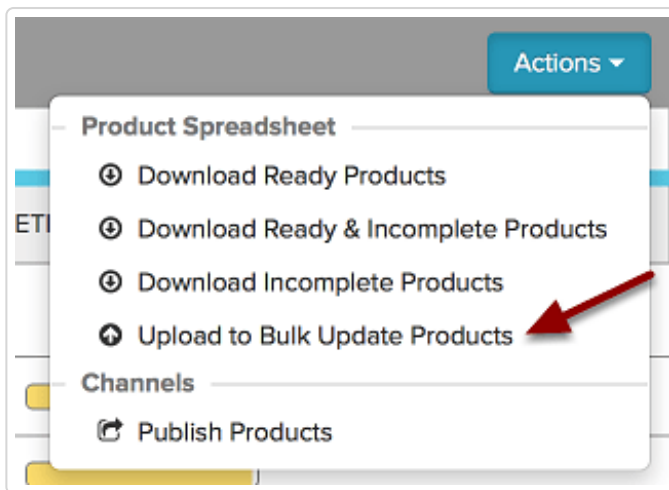 Actions
Product Spreadsheet
Download Ready Products
ETI
Download Ready & Incomplete Products
Download Incomplete Products
Upload to Bulk Update Products
Channels
Publish Products